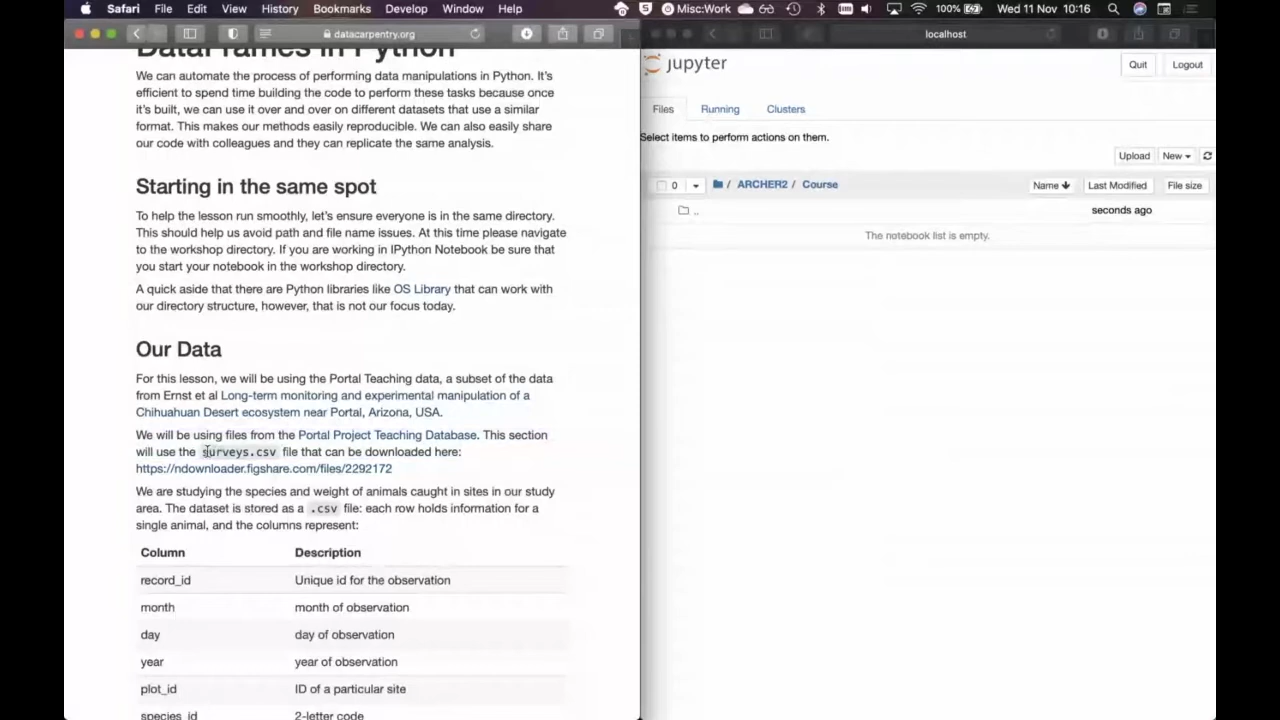 Safari File Edit View History Bookmarks Develop Window Help Misc:Work 100% Wed 11 Nov 10:16
datacarpentry.org
localhost
DataFrames in Python
We can automate the process of performing data manipulations in Python. It's
efficient to spend time building the code to perform these tasks because once
it's built, we can use it over and over on different datasets that use a similar
format. This makes our methods easily reproducible. We can also easily share
our code with colleagues and they can replicate the same analysis.
Starting in the same spot
To help the lesson run smoothly, let's ensure everyone is in the same directory.
This should help us avoid path and file name issues. At this time please navigate
to the workshop directory. If you are working in IPython Notebook be sure that
you start your notebook in the workshop directory.
A quick aside that there are Python libraries like OS Library that can work with
our directory structure, however, that is not our focus today.
Our Data
For this lesson, we will be using the Portal Teaching data, a subset of the data
from Ernst et al Long-term monitoring and experimental manipulation of a
Chihuahuan Desert ecosystem near Portal, Arizona, USA.
We will be using files from the Portal Project Teaching Database. This section
will use the surveys.csv file that can be downloaded here:
https://ndownloader.figshare.com/files/2292172
We are studying the species and weight of animals caught in sites in our study
area. The dataset is stored as a .csv file: each row holds information for a
single animal, and the columns represent:
Column Description
record_id Unique id for the observation
month month of observation
day day of observation
year year of observation
plot_id ID of a particular site
species_id 2-letter code
jupyter
Quit Logout
Files Running Clusters
Select items to perform actions on them.
Upload New
0 / ARCHER2 / Course Name Last Modified File size
.. seconds ago
The notebook list is empty.